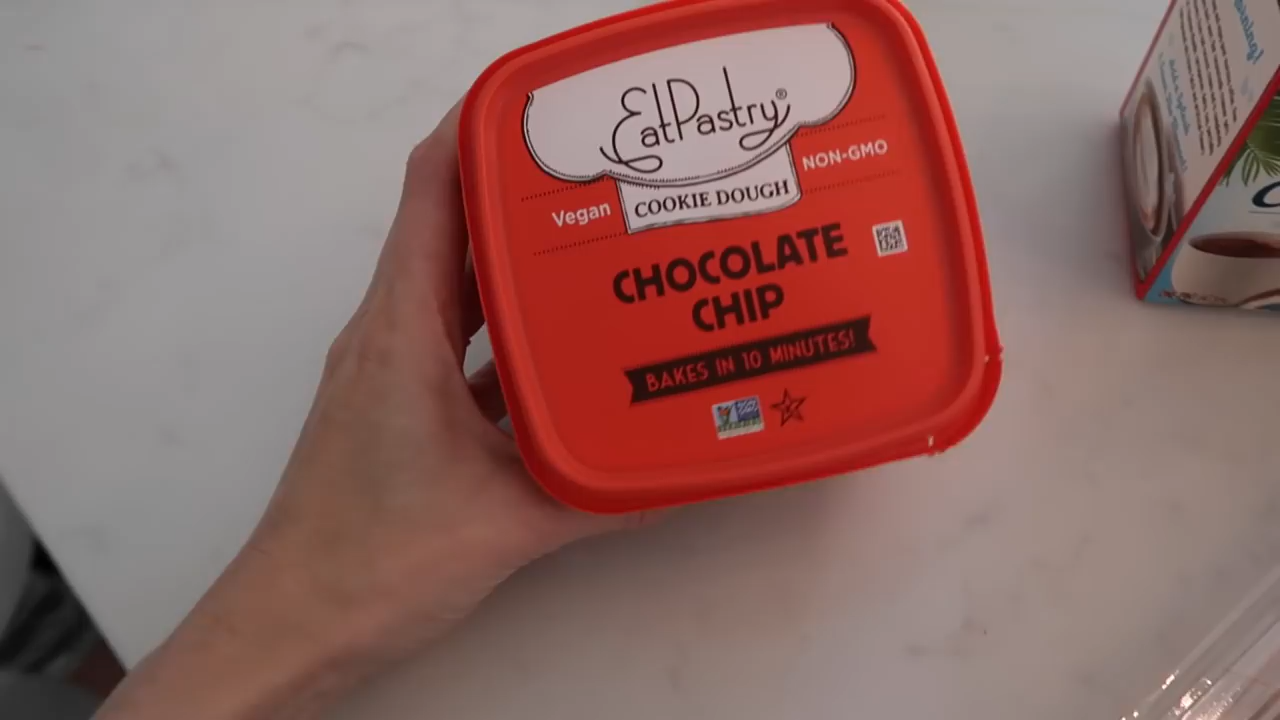 EatPastry®
Vegan
COOKIE DOUGH
NON-GMO
CHOCOLATE
CHIP
BAKES IN 10 MINUTES!